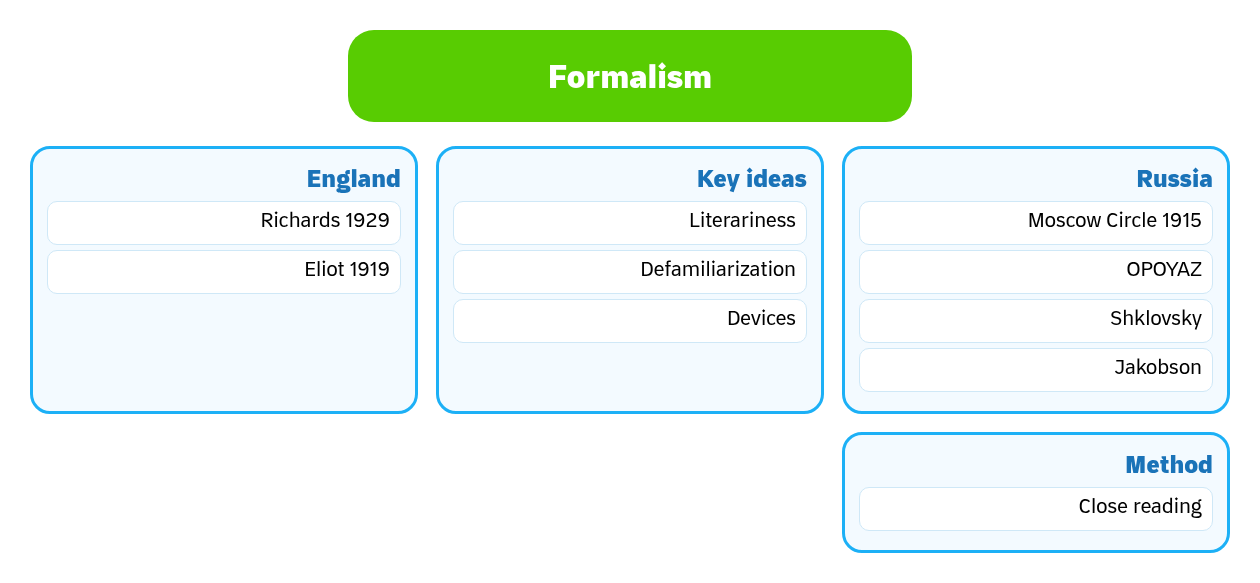 Formalism
Russia
Moscow Circle 1915
OPOYAZ
Shklovsky
Jakobson
Key ideas
Literariness
Defamiliarization
Devices
England
Richards 1929
Eliot 1919
Method
Close reading